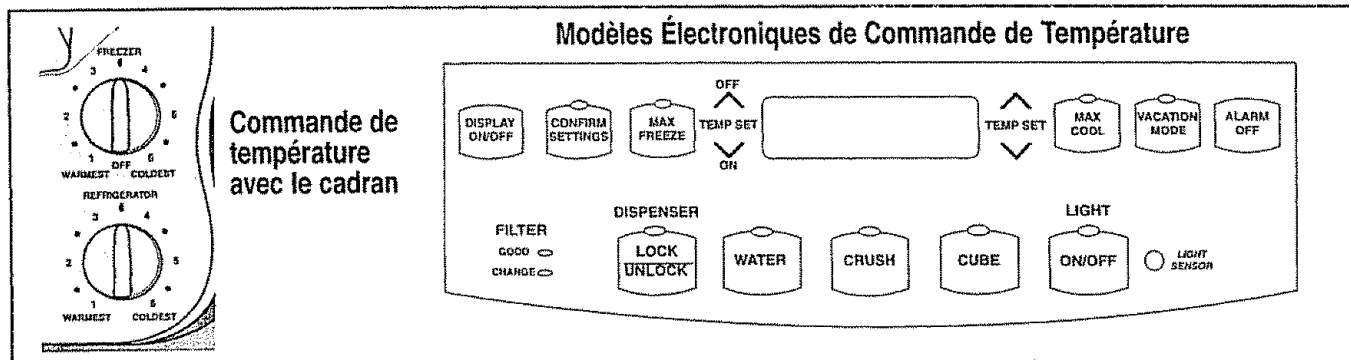 Modèles Électroniques de Commande de Température
FREEZER
3 4
2 5
1 OFF 6
WARMEST COLDEST
REFRIGERATOR
3 4
2 5
1 6
WARMEST COLDEST
Commande de
température
avec le cadran
DISPLAY
ON/OFF
CONFIRM
SETTINGS
MAX
FREEZE
OFF
TEMP SET
ON
TEMP SET
MAX
COOL
VACATION
MODE
ALARM
OFF
FILTER
GOOD
CHANGE
DISPENSER
LOCK
UNLOCK
WATER
CRUSH
CUBE
LIGHT
ON/OFF
LIGHT
SENSOR